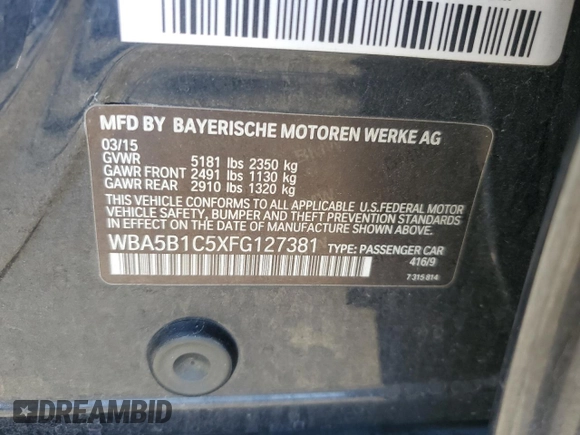 MFD BY BAYERISCHE MOTOREN WERKE AG
03/15
GVWR 5181 lbs 2350 kg
GAWR FRONT 2491 lbs 1130 kg
GAWR REAR 2910 lbs 1320 kg
THIS VEHICLE CONFORMS TO ALL APPLICABLE U.S.FEDERAL MOTOR
VEHICLE SAFETY, BUMPER AND THEFT PREVENTION STANDARDS
IN EFFECT ON THE DATE OF MANUFACTURE SHOWN ABOVE.
WBA5B1C5XFG127381 TYPE: PASSENGER CAR
416/9
7 315 814
DREAMBID